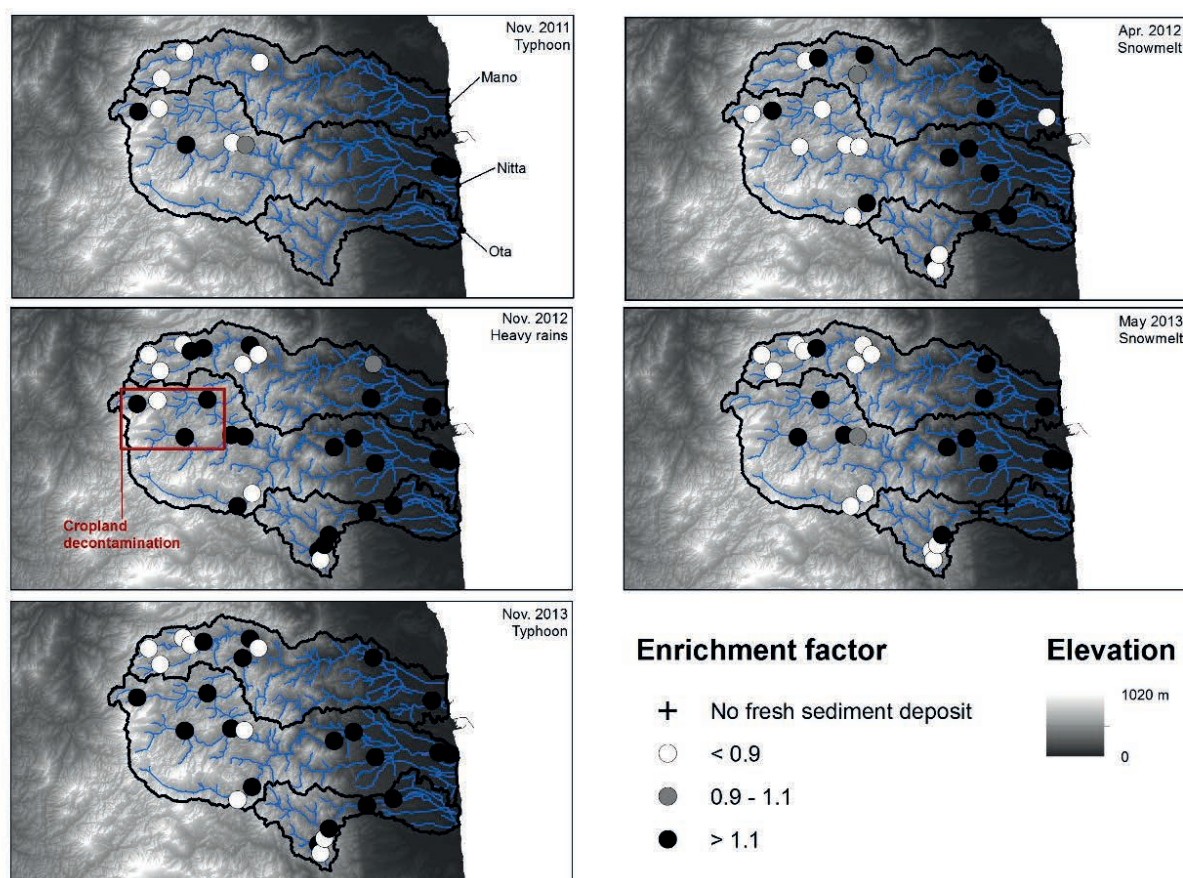 Nov. 2011
Typhoon
Mano
Nitta
Ota
Apr. 2012
Snowmelt
Nov. 2012
Heavy rains
Cropland
decontamination
May 2013
Snowmelt
Nov. 2013
Typhoon
Enrichment factor
No fresh sediment deposit
< 0.9
0.9 - 1.1
> 1.1
Elevation
1020 m
0